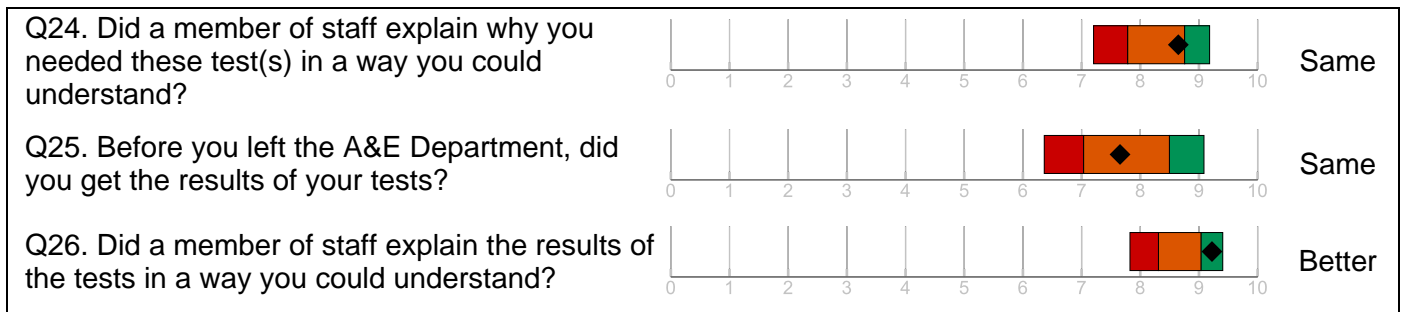 Q24. Did a member of staff explain why you
needed these test(s) in a way you could
understand?
0 1 2 3 4 5 6 7 8 9 10
Same
Q25. Before you left the A&E Department, did
you get the results of your tests?
0 1 2 3 4 5 6 7 8 9 10
Same
Q26. Did a member of staff explain the results of
the tests in a way you could understand?
0 1 2 3 4 5 6 7 8 9 10
Better